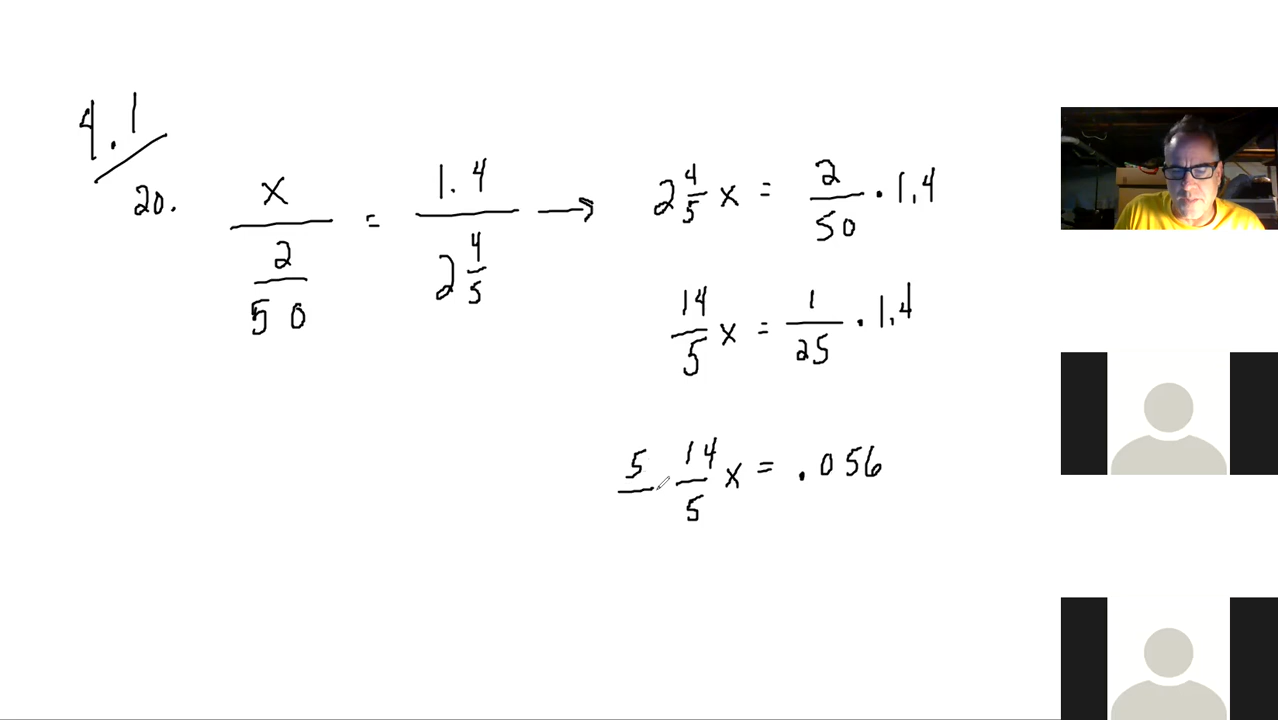 4.1
20. x / (2/50) = 1.4 / (2 4/5) → 2 4/5 x = 2/50 · 1.4
14/5 x = 1/25 · 1.4
5/ 14/5 x = .056